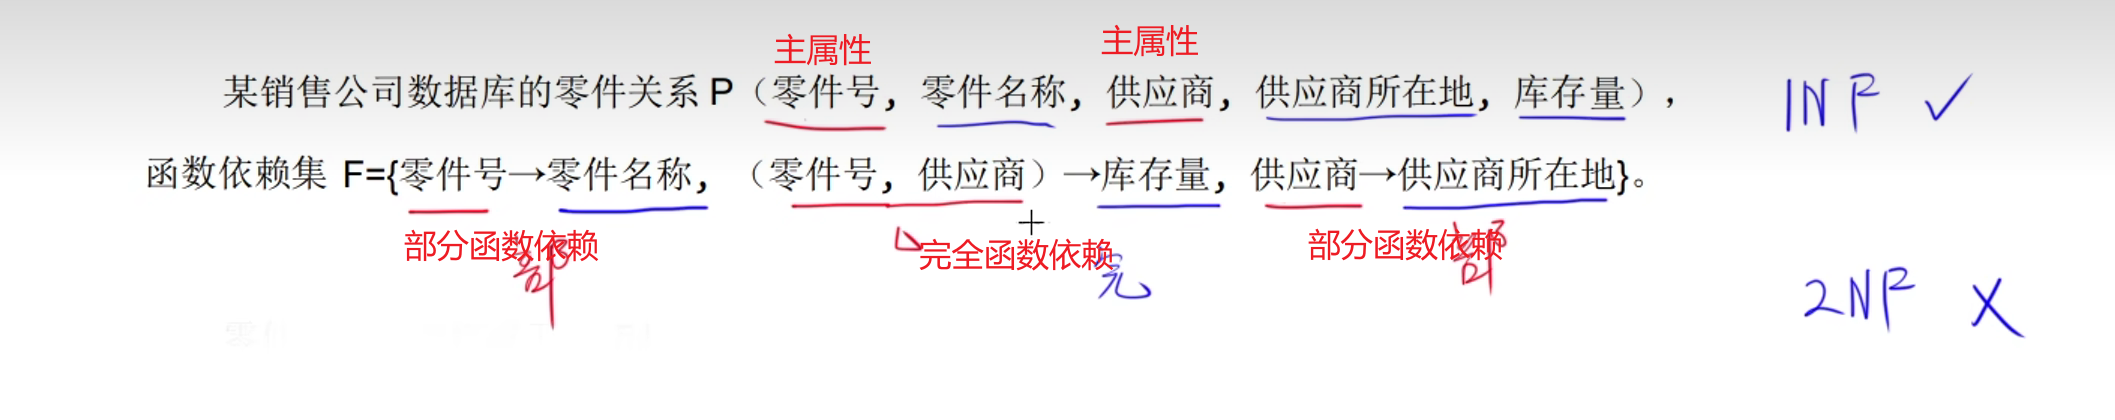 主属性 主属性
某销售公司数据库的零件关系 P（零件号，零件名称，供应商，供应商所在地，库存量）， 1NF ✓
函数依赖集 F={零件号→零件名称，（零件号，供应商）→库存量，供应商→供应商所在地}。
部分函数依赖 完全函数依赖 部分函数依赖
部 完 部
2NF X